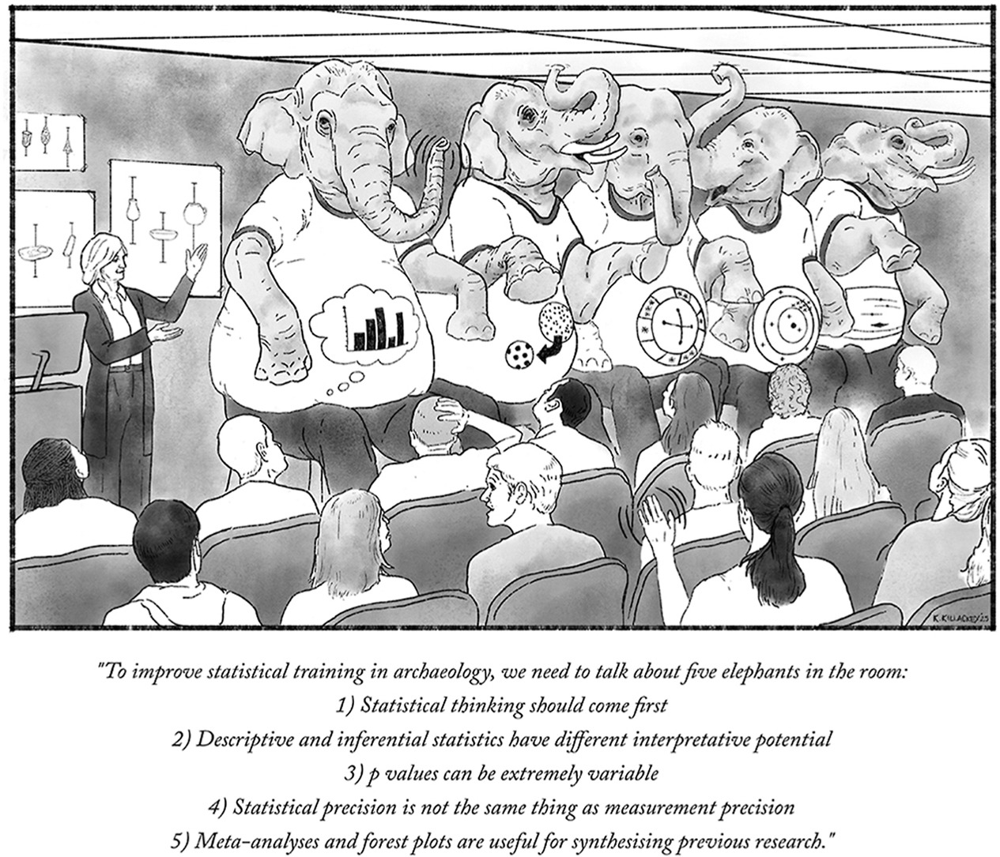 K. KILLACKEY '25
"To improve statistical training in archaeology, we need to talk about five elephants in the room:
1) Statistical thinking should come first
2) Descriptive and inferential statistics have different interpretative potential
3) p values can be extremely variable
4) Statistical precision is not the same thing as measurement precision
5) Meta-analyses and forest plots are useful for synthesising previous research."